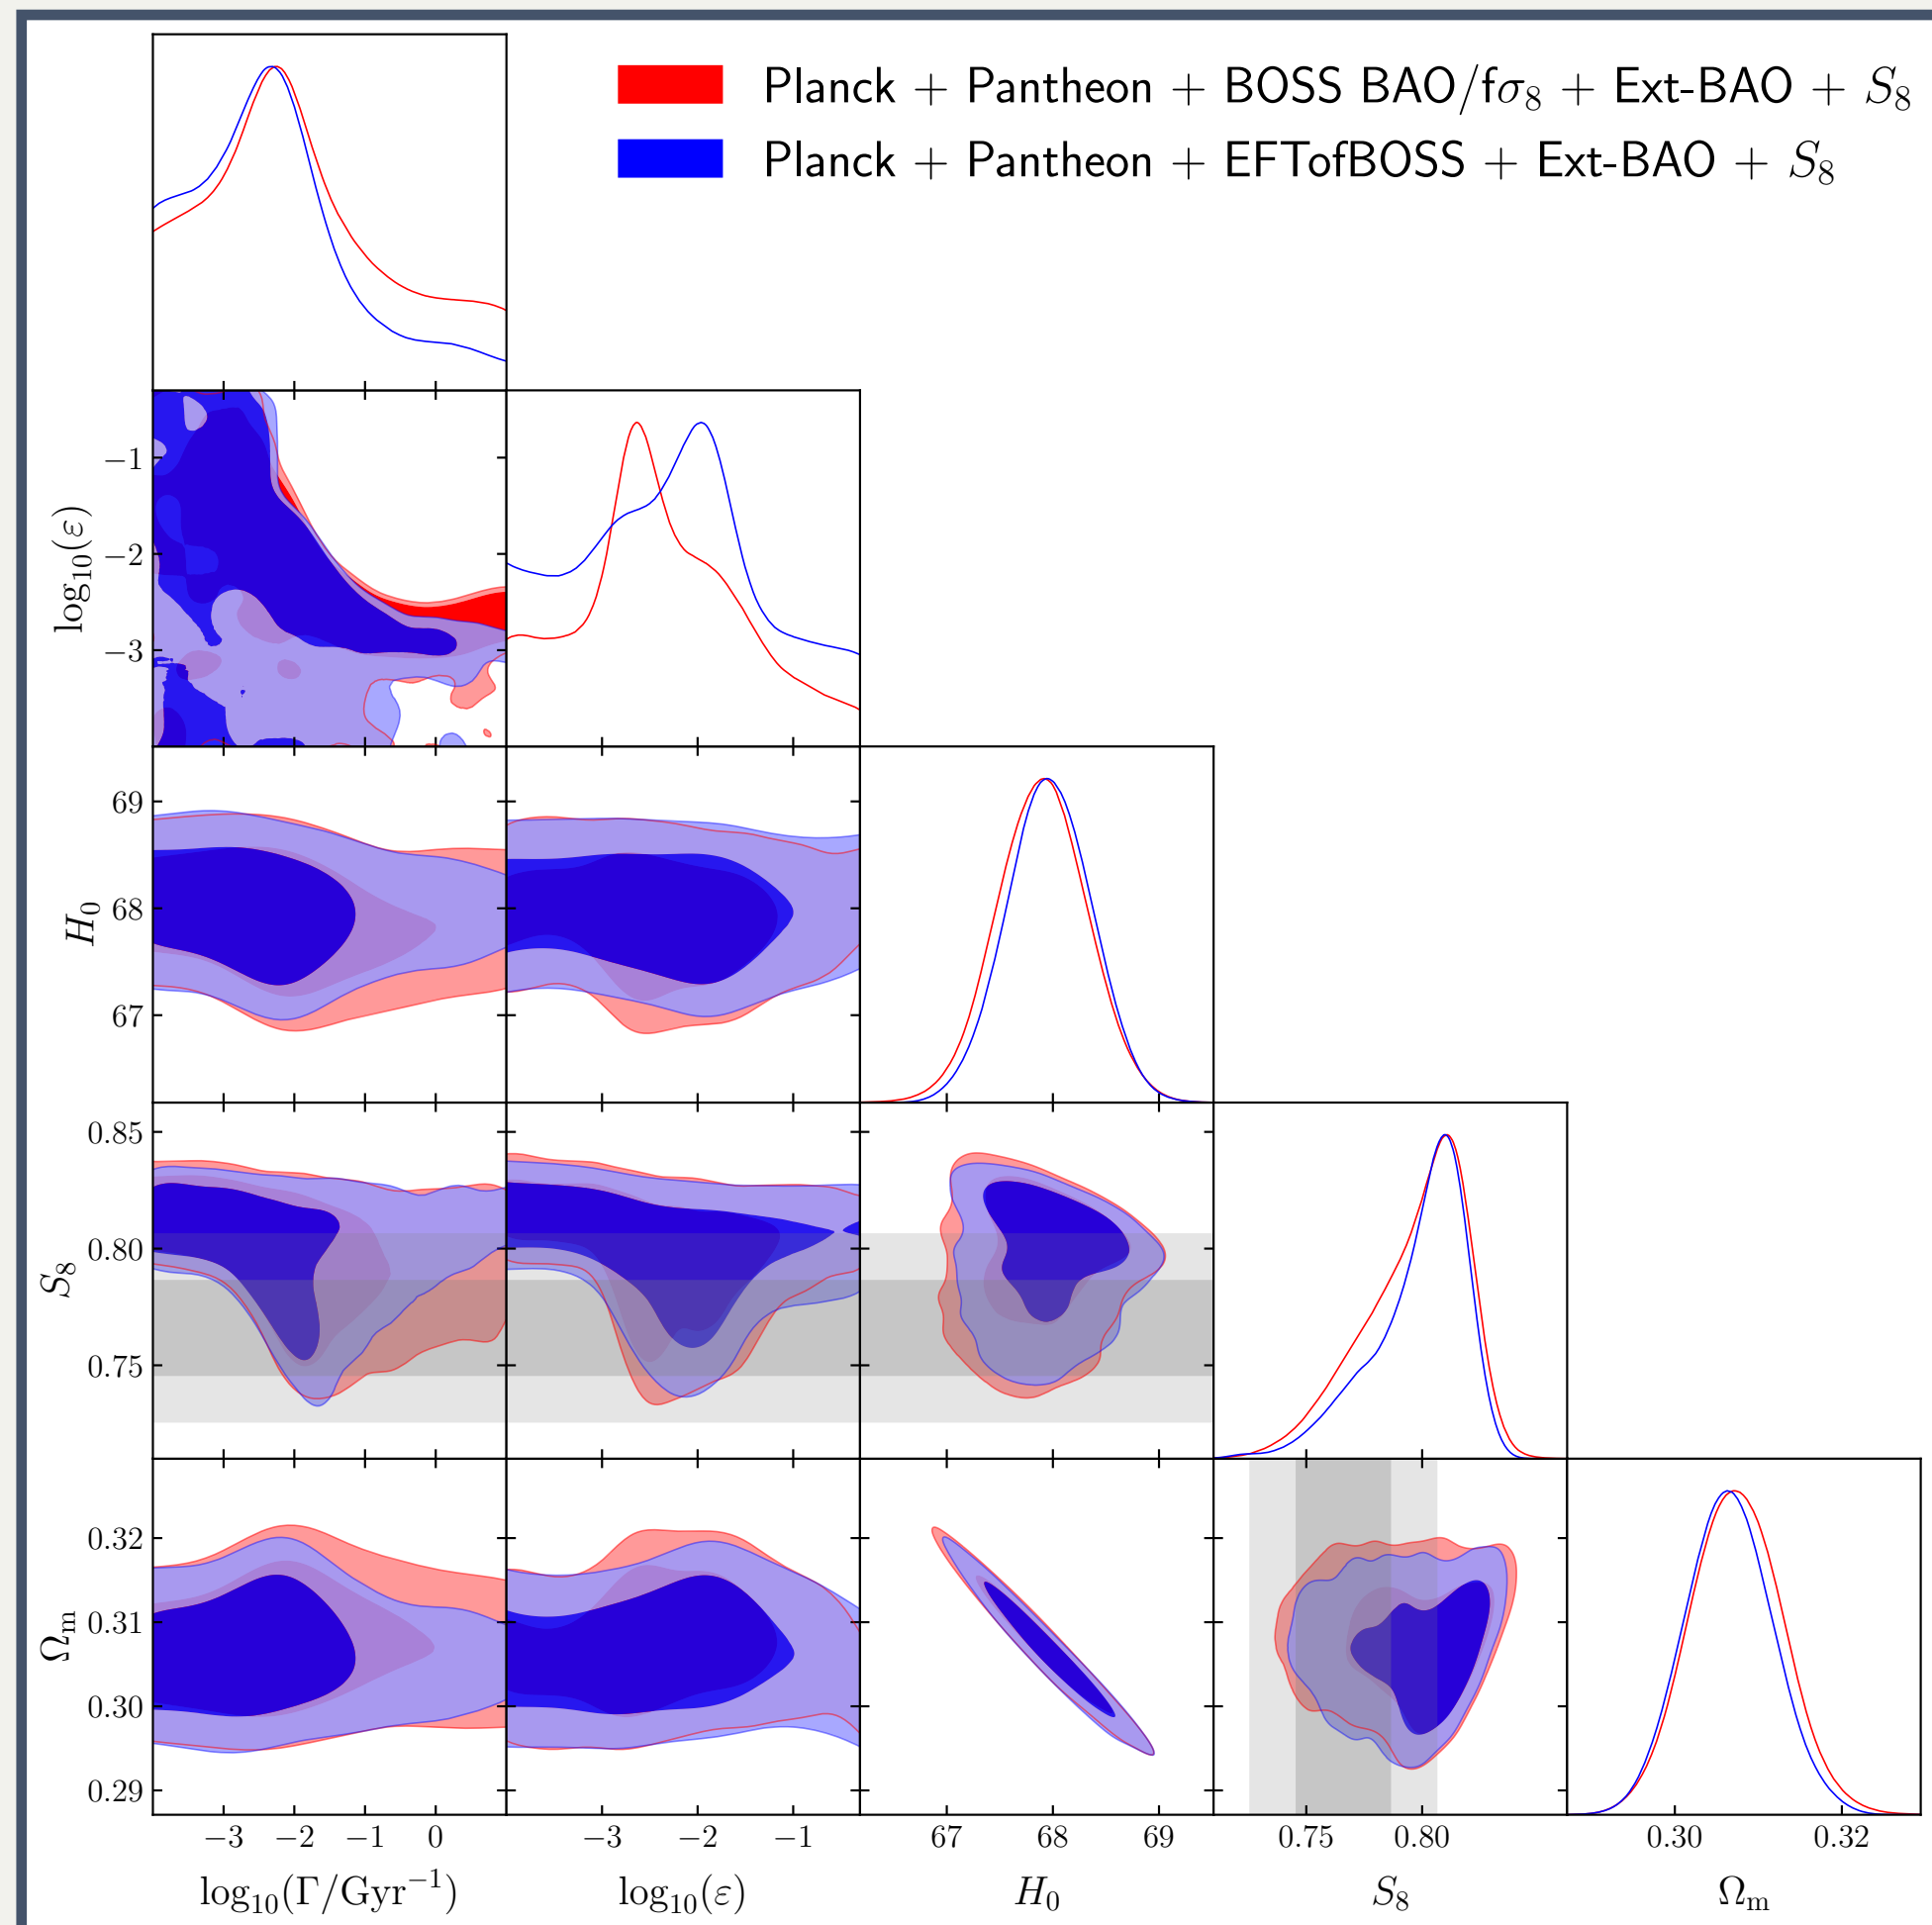 Planck + Pantheon + BOSS BAO/fσ₈ + Ext-BAO + S₈
Planck + Pantheon + EFTofBOSS + Ext-BAO + S₈
−1
−2
−3
log₁₀(ε)
69
68
67
H₀
0.85
0.80
0.75
S₈
0.32
0.31
0.30
0.29
Ωₘ
−3 −2 −1 0 −3 −2 −1 67 68 69 0.75 0.80 0.30 0.32
log₁₀(Γ/Gyr⁻¹) log₁₀(ε) H₀ S₈ Ωₘ